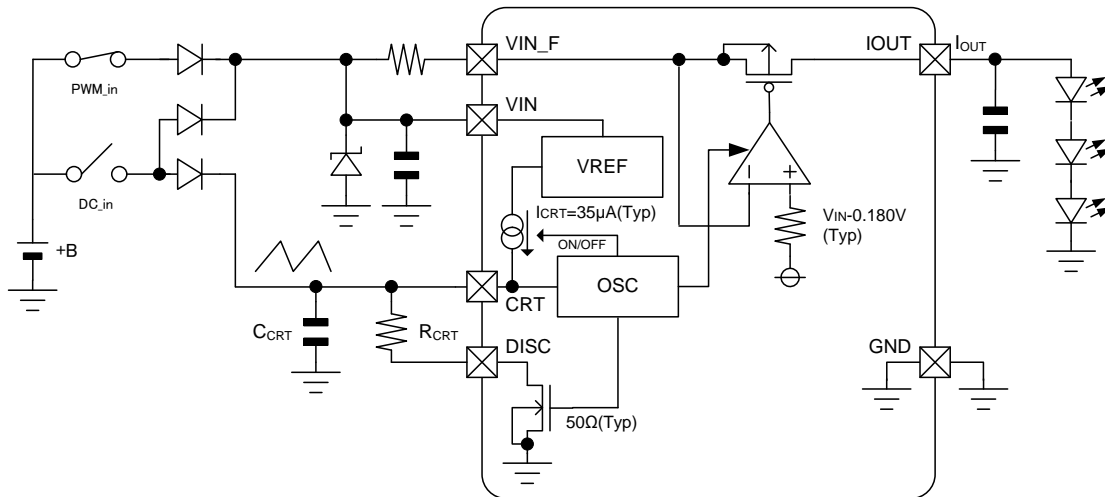 VIN_F
IOUT
IOUT
PWM_in
VIN
VREF
DC_in
ICRT=35µA(Typ)
VIN-0.180V
(Typ)
+B
ON/OFF
OSC
CRT
CCRT
RCRT
DISC
GND
50Ω(Typ)